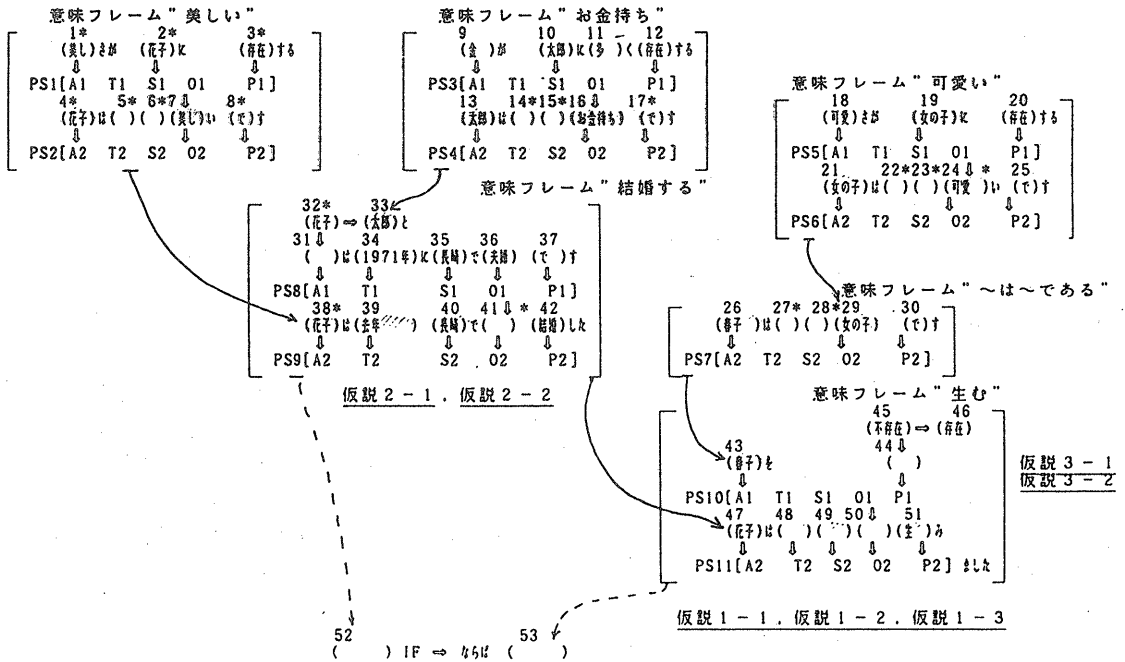 意味フレーム"美しい"
1* 2* 3*
(美し)さが (花子)に (存在)する
PS1[A1 T1 S1 O1 P1]
4* 5* 6* 7 8*
(花子)は( )( )(美し)い (で)す
PS2[A2 T2 S2 O2 P2]
意味フレーム"お金持ち"
9 10 11 12
(金 )が (太郎)に(多 )く(存在)する
PS3[A1 T1 S1 O1 P1]
13 14* 15* 16 17*
(太郎)は( )( )(お金持ち) (で)す
PS4[A2 T2 S2 O2 P2]
意味フレーム"可愛い"
18 19 20
(可愛)さが (女の子)に (存在)する
PS5[A1 T1 S1 O1 P1]
21 22* 23* 24 * 25
(女の子)は( )( )(可愛 )い (で)す
PS6[A2 T2 S2 O2 P2]
意味フレーム"結婚する"
32* 33
(花子) ⇒ (太郎)と
31 34 35 36 37
( )は(1971年)に(長崎)で(夫婦) (で)す
PS8[A1 T1 S1 O1 P1]
38* 39 40 41 * 42
(花子)は(去年 ) (長崎)で( ) (結婚)した
PS9[A2 T2 S2 O2 P2]
仮説2-1,仮説2-2
意味フレーム"〜は〜である"
26 27* 28* 29 30
(春子 )は( )( )(女の子) (で)す
PS7[A2 T2 S2 O2 P2]
意味フレーム"生む"
45 46
(不存在) ⇒ (存在)
43 44
(春子)を ( )
PS10[A1 T1 S1 O1 P1
47 48 49 50 51
(花子)は( )( )( )(生 )み
PS11[A2 T2 S2 O2 P2] ました
仮説3-1
仮説3-2
仮説1-1,仮説1-2,仮説1-3
52 53
( ) IF ⇒ ならば ( )